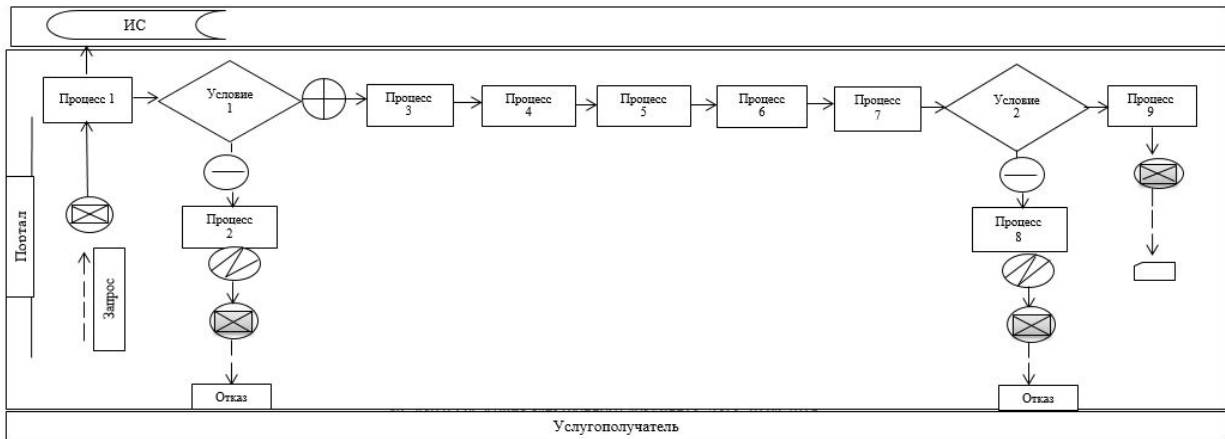 ИС
Процесс 1
Условие
1
Процесс
3
Процесс
4
Процесс
5
Процесс
6
Процесс
7
Условие
2
Процесс
9
Процесс
2
Процесс
8
Портал
Запрос
Отказ
Отказ
Услугополучатель